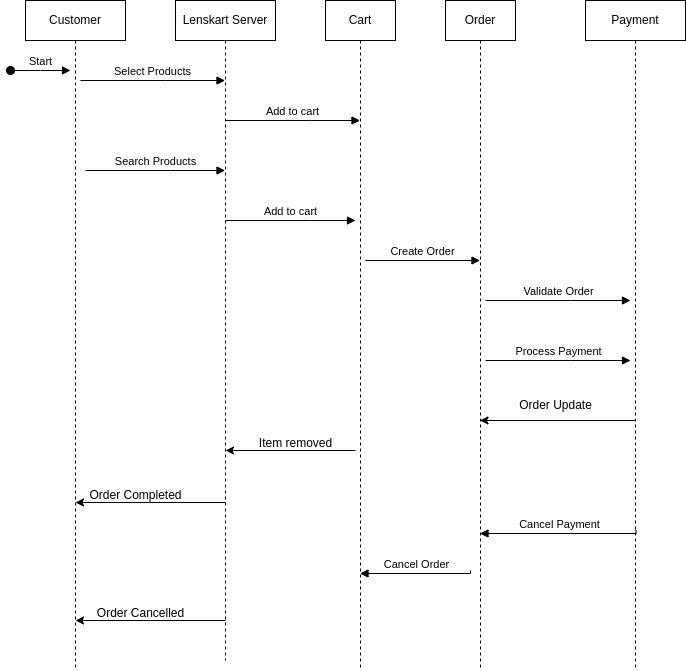 Customer
Lenskart Server
Cart
Order
Payment
Start
Select Products
Add to cart
Search Products
Add to cart
Create Order
Validate Order
Process Payment
Order Update
Item removed
Order Completed
Cancel Payment
Cancel Order
Order Cancelled